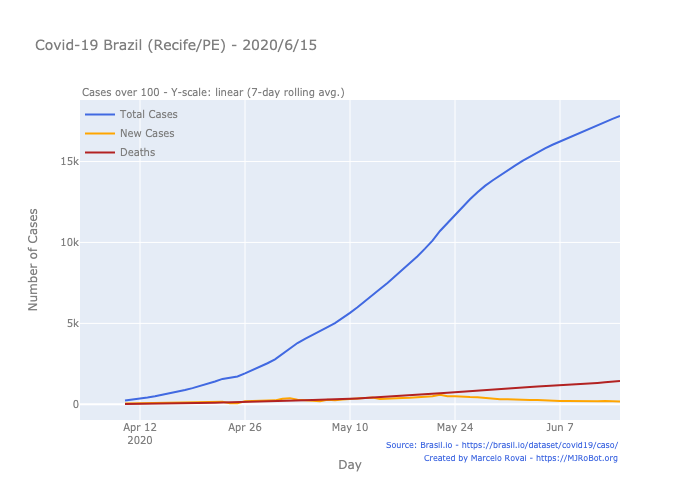 Covid-19 Brazil (Recife/PE) - 2020/6/15
Cases over 100 - Y-scale: linear (7-day rolling avg.)
Total Cases
New Cases
Deaths
15k
10k
5k
0
Number of Cases
Apr 12
2020
Apr 26
May 10
May 24
Jun 7
Day
Source: Brasil.io - https://brasil.io/dataset/covid19/caso/
Created by Marcelo Rovai - https://MJRoBot.org